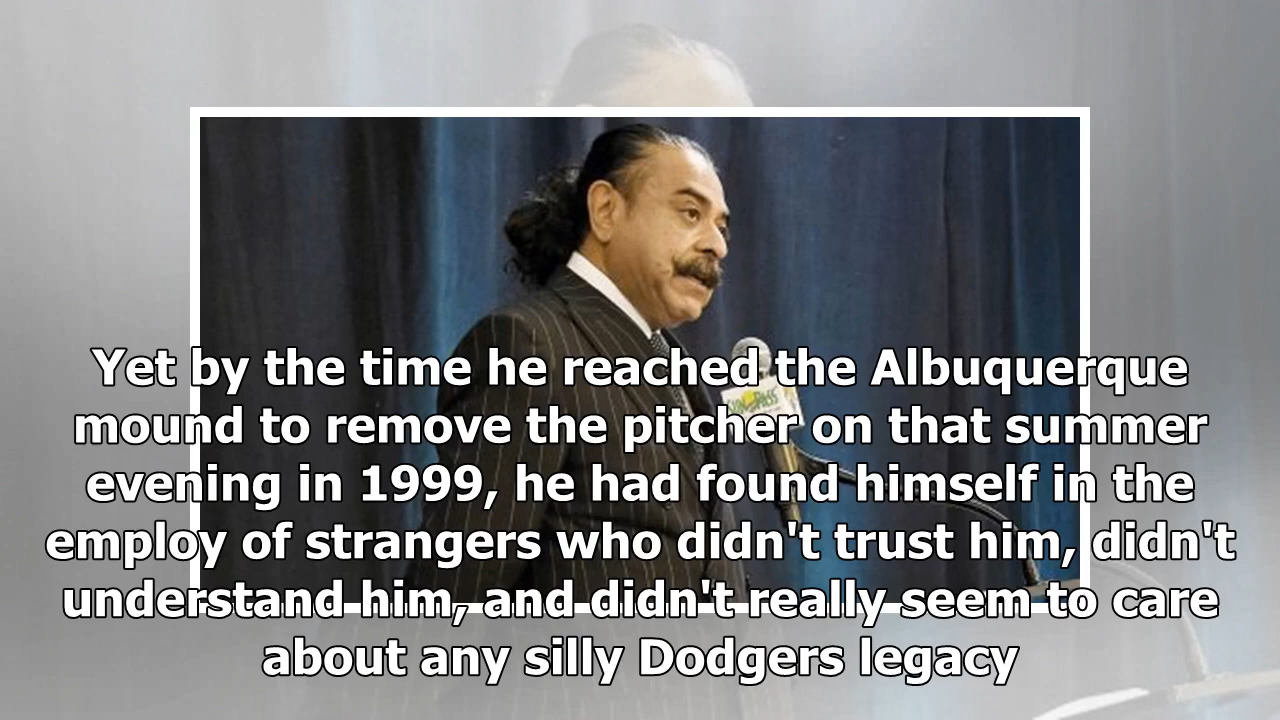 Yet by the time he reached the Albuquerque
mound to remove the pitcher on that summer
evening in 1999, he had found himself in the
employ of strangers who didn't trust him, didn't
understand him, and didn't really seem to care
about any silly Dodgers legacy